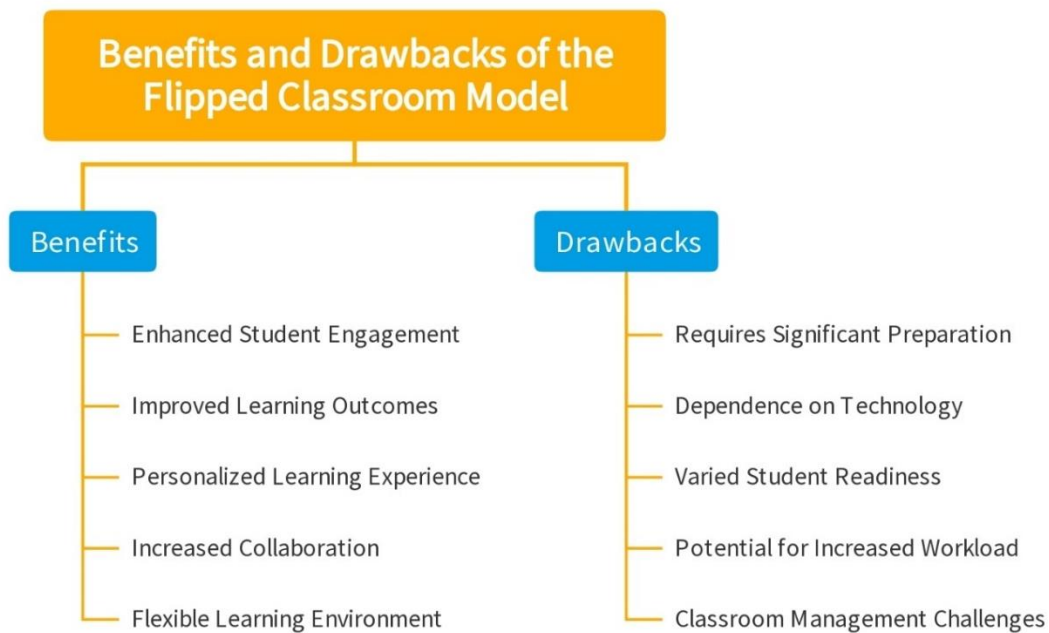 Benefits and Drawbacks of the
Flipped Classroom Model
Benefits
Enhanced Student Engagement
Improved Learning Outcomes
Personalized Learning Experience
Increased Collaboration
Flexible Learning Environment
Drawbacks
Requires Significant Preparation
Dependence on Technology
Varied Student Readiness
Potential for Increased Workload
Classroom Management Challenges